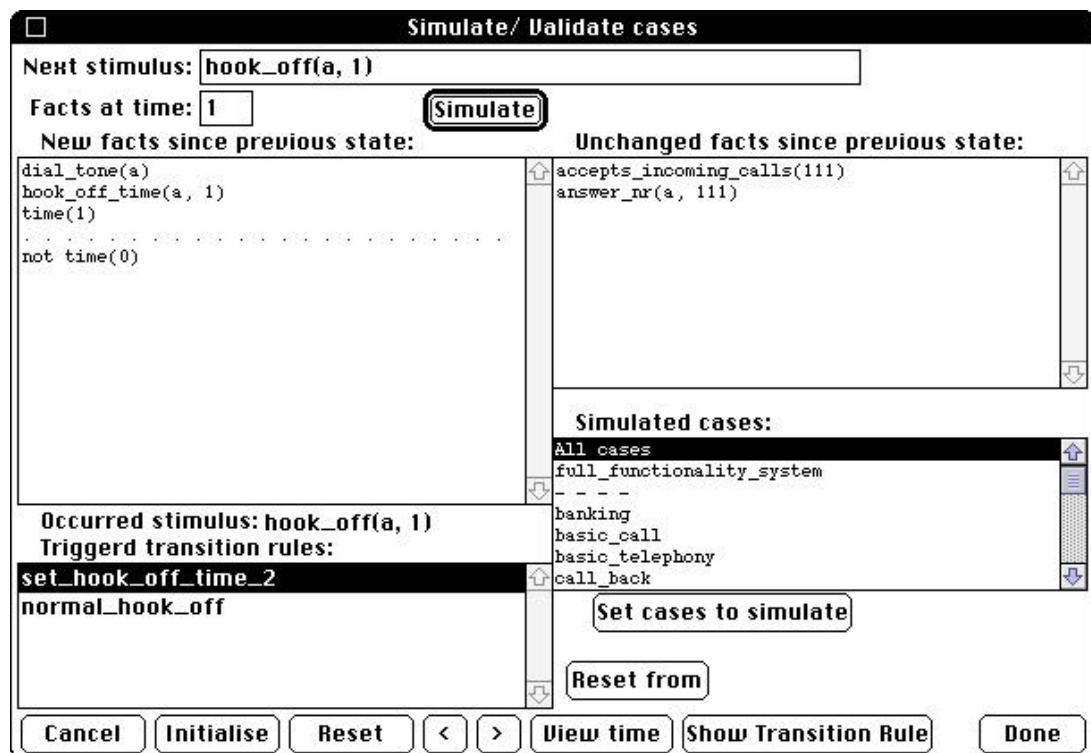 Simulate/ Validate cases
Next stimulus: hook_off(a, 1)
Facts at time: 1 Simulate
New facts since previous state:
dial_tone(a)
hook_off_time(a, 1)
time(1)
. . . . . . . . . . . . . . . . . . . . . . .
not time(0)
Unchanged facts since previous state:
accepts_incoming_calls(111)
answer_nr(a, 111)
Simulated cases:
All cases
full_functionality_system
- - - -
banking
basic_call
basic_telephony
call_back
Occurred stimulus: hook_off(a, 1)
Triggerd transition rules:
set_hook_off_time_2
normal_hook_off
Set cases to simulate
Reset from
Cancel Initialise Reset < > View time Show Transition Rule Done